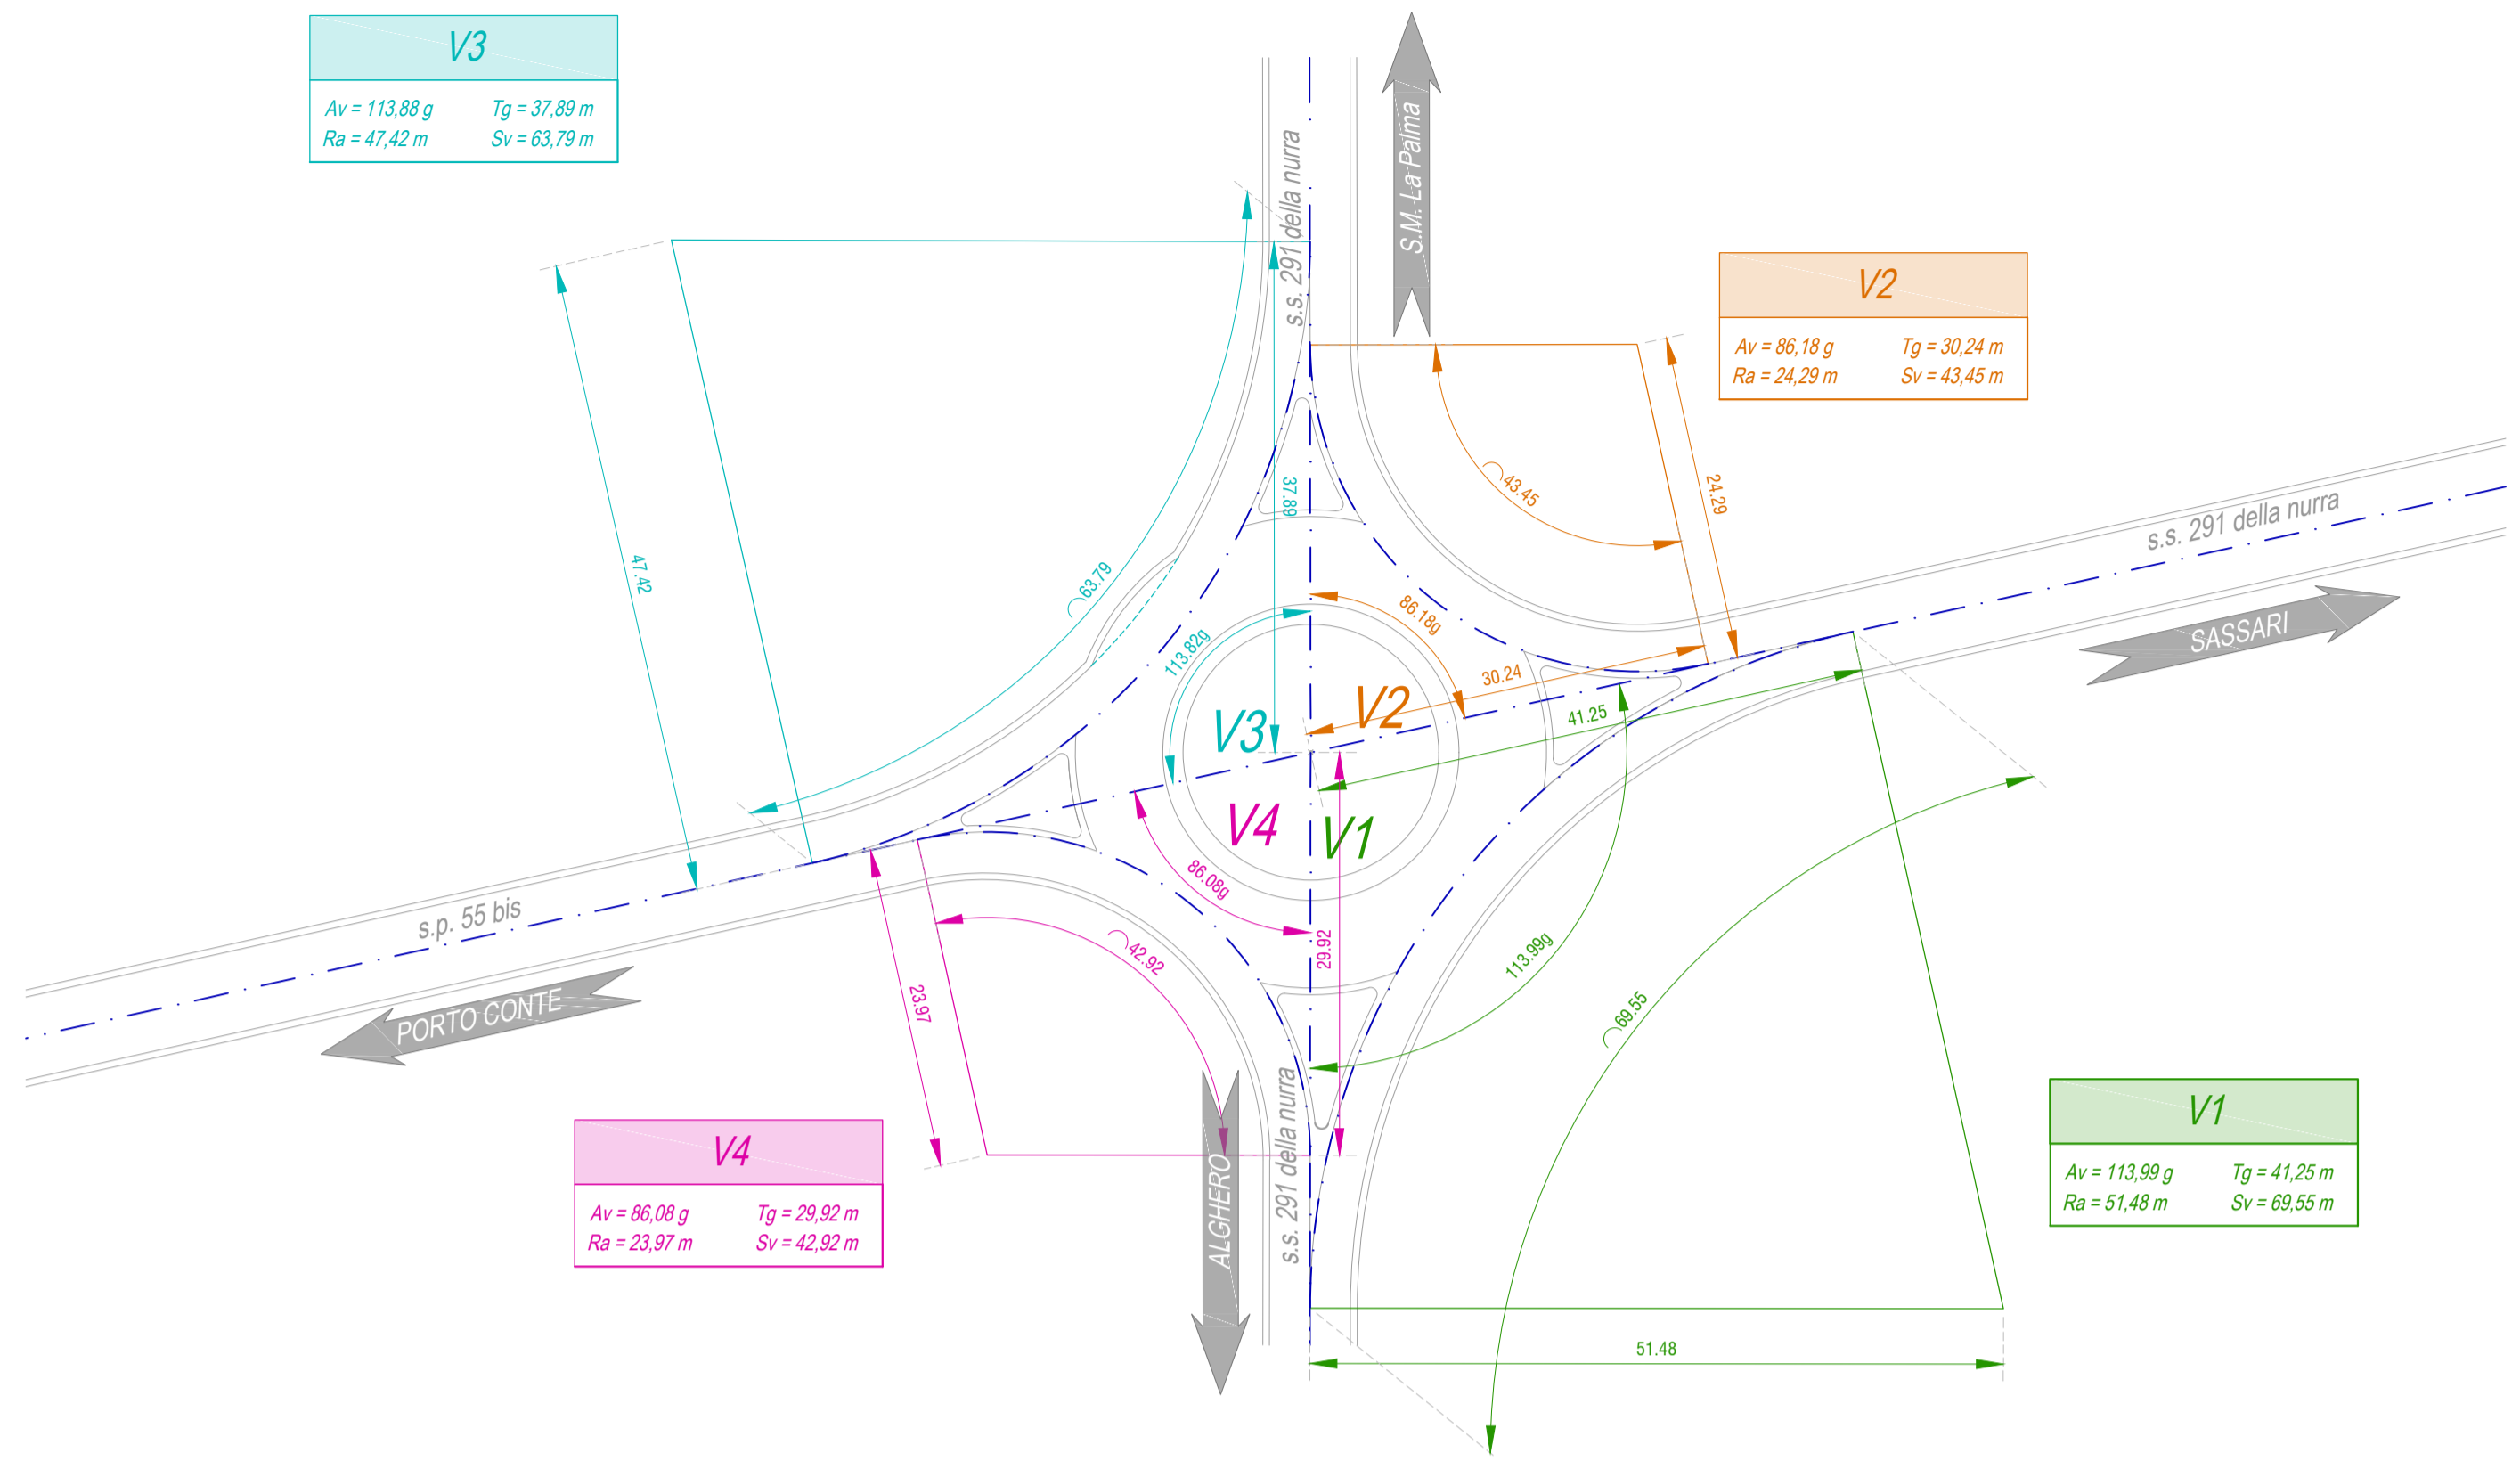 V3
Av = 113,88 g Tg = 37,89 m
Ra = 47,42 m Sv = 63,79 m
s.s. 291 della nurra
S.M. La Palma
V2
Av = 86,18 g Tg = 30,24 m
Ra = 24,29 m Sv = 43,45 m
37.89
43.45
24.29
s.s. 291 della nurra
SASSARI
47.42
63.79
113.82g
86.18g
30.24
41.25
V3
V2
V4
V1
86.08g
29.92
113.99g
s.p. 55 bis
PORTO CONTE
42.92
23.97
69.55
ALGHERO
s.s. 291 della nurra
V4
Av = 86,08 g Tg = 29,92 m
Ra = 23,97 m Sv = 42,92 m
V1
Av = 113,99 g Tg = 41,25 m
Ra = 51,48 m Sv = 69,55 m
51.48